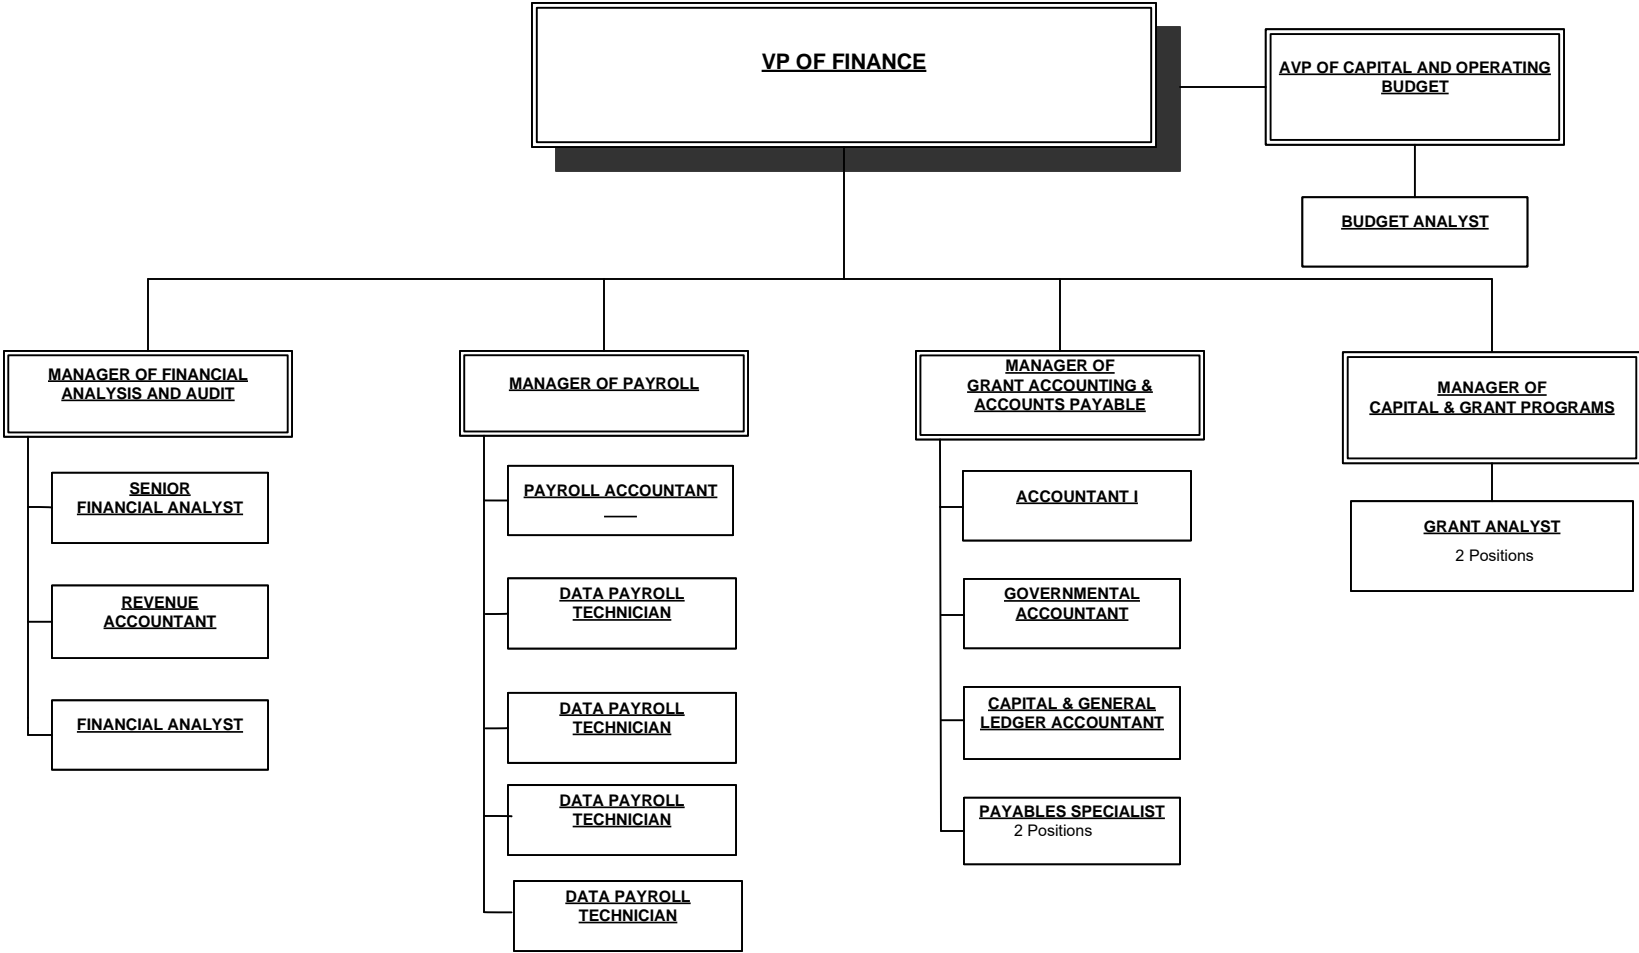 VP OF FINANCE
AVP OF CAPITAL AND OPERATING
BUDGET
BUDGET ANALYST
MANAGER OF FINANCIAL
ANALYSIS AND AUDIT
SENIOR
FINANCIAL ANALYST
REVENUE
ACCOUNTANT
FINANCIAL ANALYST
MANAGER OF PAYROLL
PAYROLL ACCOUNTANT
DATA PAYROLL
TECHNICIAN
DATA PAYROLL
TECHNICIAN
DATA PAYROLL
TECHNICIAN
DATA PAYROLL
TECHNICIAN
MANAGER OF
GRANT ACCOUNTING &
ACCOUNTS PAYABLE
ACCOUNTANT I
GOVERNMENTAL
ACCOUNTANT
CAPITAL & GENERAL
LEDGER ACCOUNTANT
PAYABLES SPECIALIST
2 Positions
MANAGER OF
CAPITAL & GRANT PROGRAMS
GRANT ANALYST
2 Positions